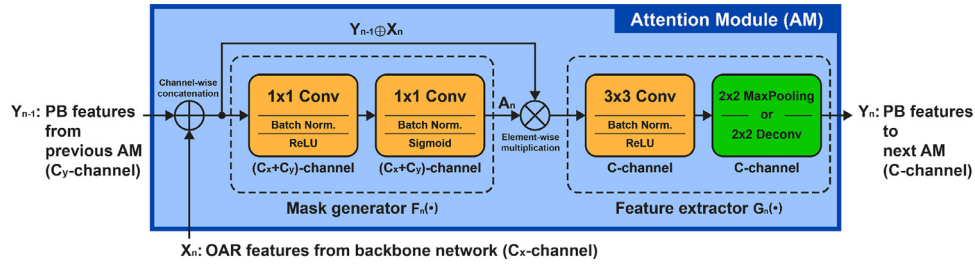 Attention Module (AM)
Yn-1⊕Xn
Channel-wise
concatenation
Yn-1: PB features
from
previous AM
(Cy-channel)
1x1 Conv
Batch Norm.
ReLU
(Cx+Cy)-channel
1x1 Conv
Batch Norm.
Sigmoid
(Cx+Cy)-channel
Mask generator Fn(•)
An
Element-wise
multiplication
3x3 Conv
Batch Norm.
ReLU
C-channel
2x2 MaxPooling
or
2x2 Deconv
C-channel
Feature extractor Gn(•)
Yn: PB features
to
next AM
(C-channel)
Xn: OAR features from backbone network (Cx-channel)